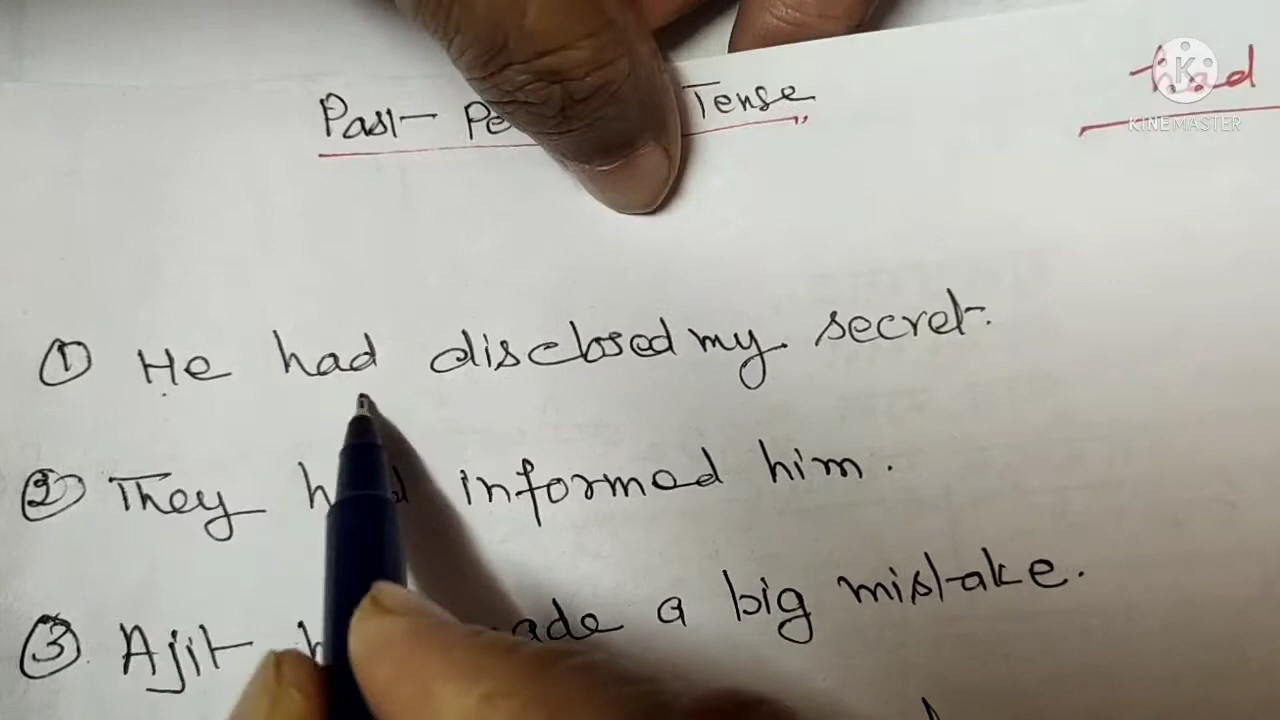 Past Pe Tense had
KINEMASTER
① He had disclosed my secret.
② They informed him.
③ Ajit a big mistake.